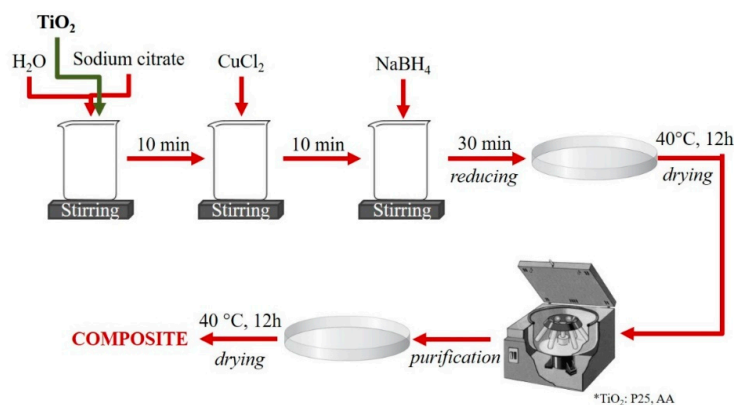 TiO₂
H₂O
Sodium citrate
CuCl₂
NaBH₄
10 min
10 min
30 min
reducing
40°C, 12h
drying
Stirring
Stirring
Stirring
COMPOSITE
40 °C, 12h
drying
purification
*TiO₂: P25, AA